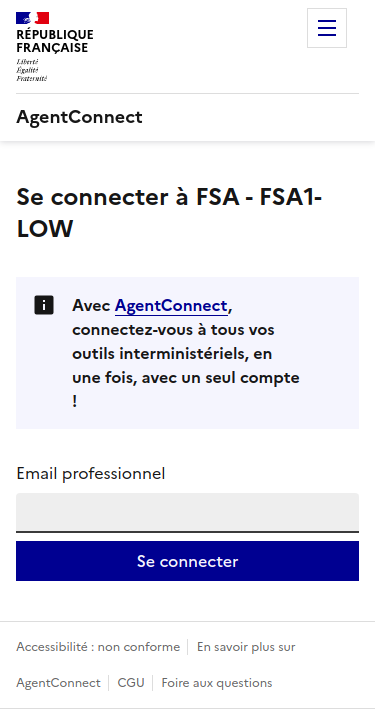 RÉPUBLIQUE
FRANÇAISE
Liberté
Égalité
Fraternité
AgentConnect
Se connecter à FSA - FSA1-
LOW
Avec AgentConnect,
connectez-vous à tous vos
outils interministériels, en
une fois, avec un seul compte
!
Email professionnel
Se connecter
Accessibilité : non conforme
En savoir plus sur
AgentConnect
CGU
Foire aux questions